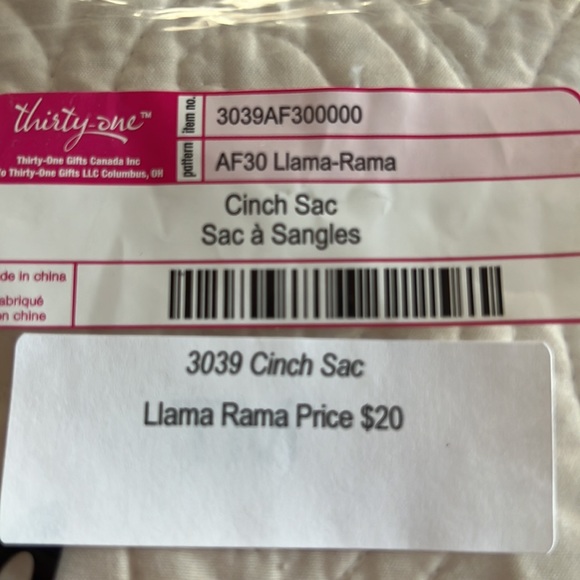 thirty-one™
Thirty-One Gifts Canada Inc
o Thirty-One Gifts LLC Columbus, OH
item no.
3039AF300000
pattern
AF30 Llama-Rama
Cinch Sac
Sac à Sangles
de in china
abriqué
n chine
3039 Cinch Sac
Llama Rama Price $20